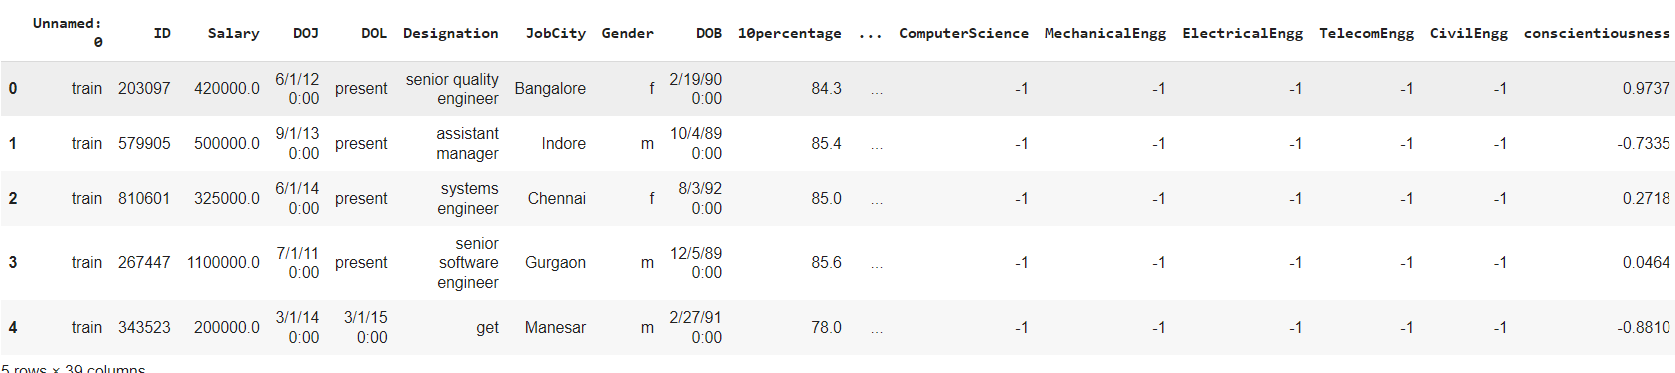 Unnamed: 0 ID Salary DOJ DOL Designation JobCity Gender DOB 10percentage ... ComputerScience MechanicalEngg ElectricalEngg TelecomEngg CivilEngg conscientiousness
0 train 203097 420000.0 6/1/12 0:00 present senior quality engineer Bangalore f 2/19/90 0:00 84.3 ... -1 -1 -1 -1 -1 0.9737
1 train 579905 500000.0 9/1/13 0:00 present assistant manager Indore m 10/4/89 0:00 85.4 ... -1 -1 -1 -1 -1 -0.7335
2 train 810601 325000.0 6/1/14 0:00 present systems engineer Chennai f 8/3/92 0:00 85.0 ... -1 -1 -1 -1 -1 0.2718
3 train 267447 1100000.0 7/1/11 0:00 present senior software engineer Gurgaon m 12/5/89 0:00 85.6 ... -1 -1 -1 -1 -1 0.0464
4 train 343523 200000.0 3/1/14 0:00 3/1/15 0:00 get Manesar m 2/27/91 0:00 78.0 ... -1 -1 -1 -1 -1 -0.8810
5 rows × 39 columns